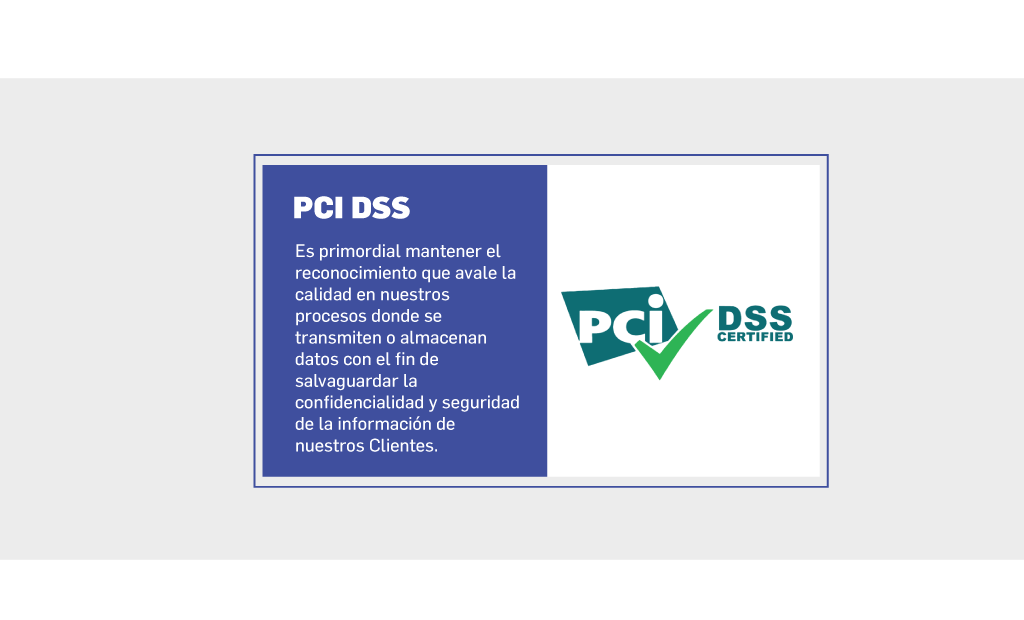 PCI DSS
Es primordial mantener el
reconocimiento que avale la
calidad en nuestros
procesos donde se
transmiten o almacenan
datos con el fin de
salvaguardar la
confidencialidad y seguridad
de la información de
nuestros Clientes.
PCi DSS
CERTIFIED